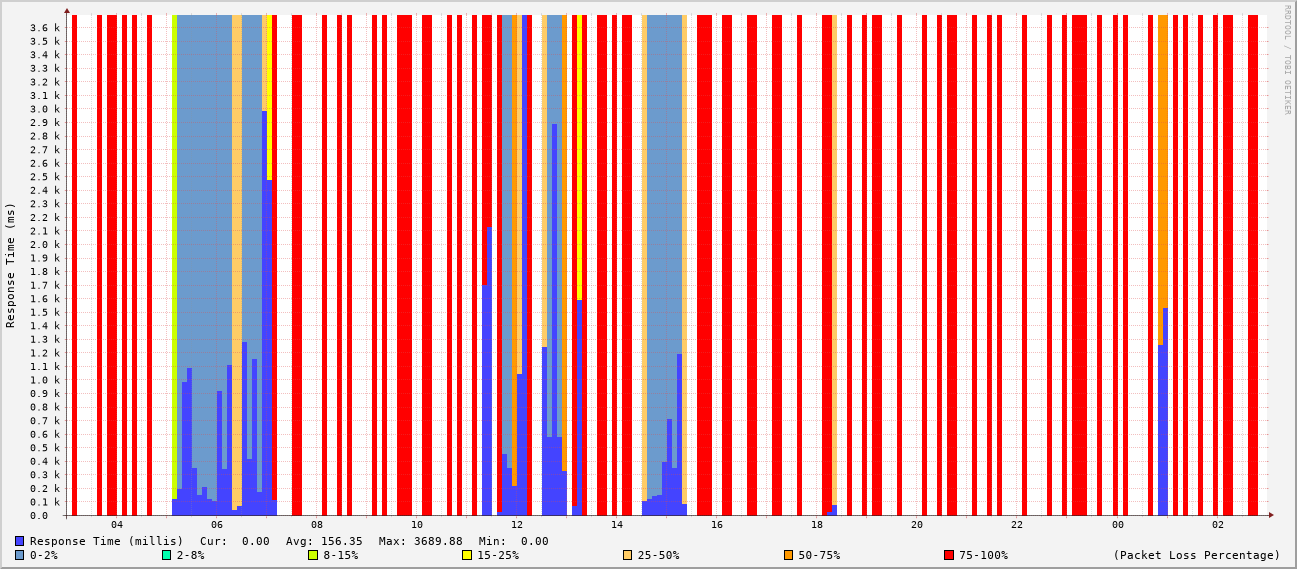 RRDTOOL / TOBI OETIKER
Response Time (ms)
3.6 k
3.5 k
3.4 k
3.3 k
3.2 k
3.1 k
3.0 k
2.9 k
2.8 k
2.7 k
2.6 k
2.5 k
2.4 k
2.3 k
2.2 k
2.1 k
2.0 k
1.9 k
1.8 k
1.7 k
1.6 k
1.5 k
1.4 k
1.3 k
1.2 k
1.1 k
1.0 k
0.9 k
0.8 k
0.7 k
0.6 k
0.5 k
0.4 k
0.3 k
0.2 k
0.1 k
0.0
04 06 08 10 12 14 16 18 20 22 00 02
Response Time (millis) Cur: 0.00 Avg: 156.35 Max: 3689.88 Min: 0.00
0-2% 2-8% 8-15% 15-25% 25-50% 50-75% 75-100% (Packet Loss Percentage)